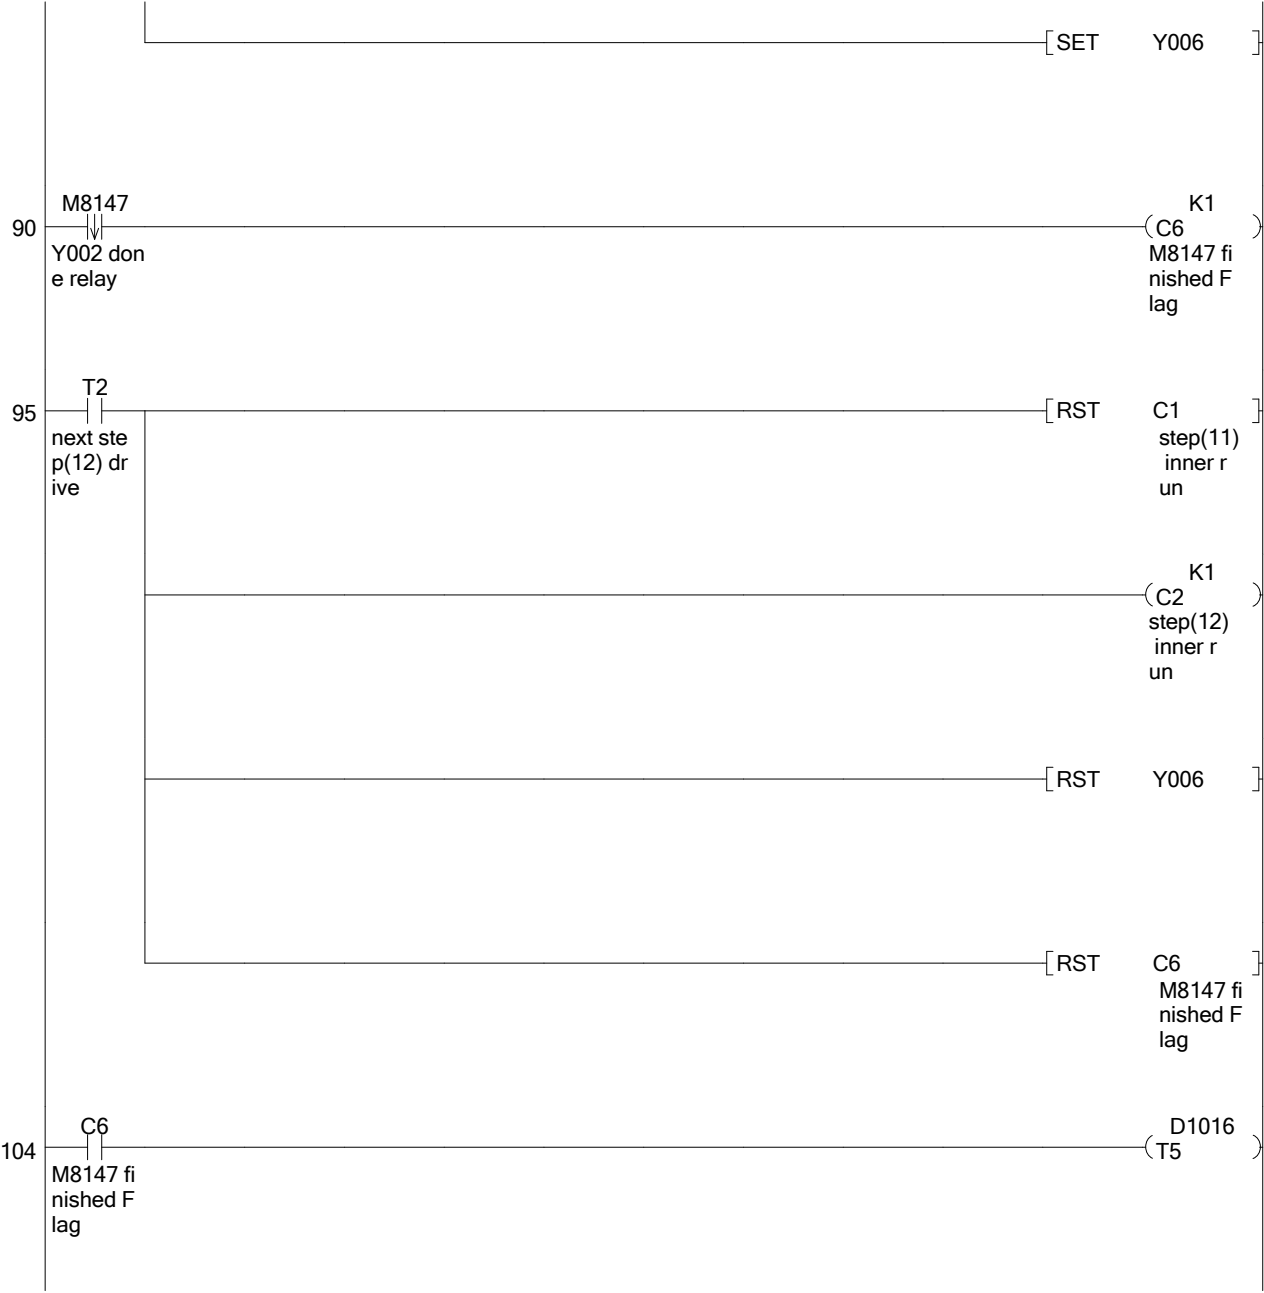 SET Y006
M8147
K1
90
C6
Y002 don
e relay
M8147 fi
nished F
lag
T2
95
RST C1
next ste
p(12) dr
ive
step(11)
inner r
un
K1
C2
step(12)
inner r
un
RST Y006
RST C6
M8147 fi
nished F
lag
C6
D1016
104
T5
M8147 fi
nished F
lag